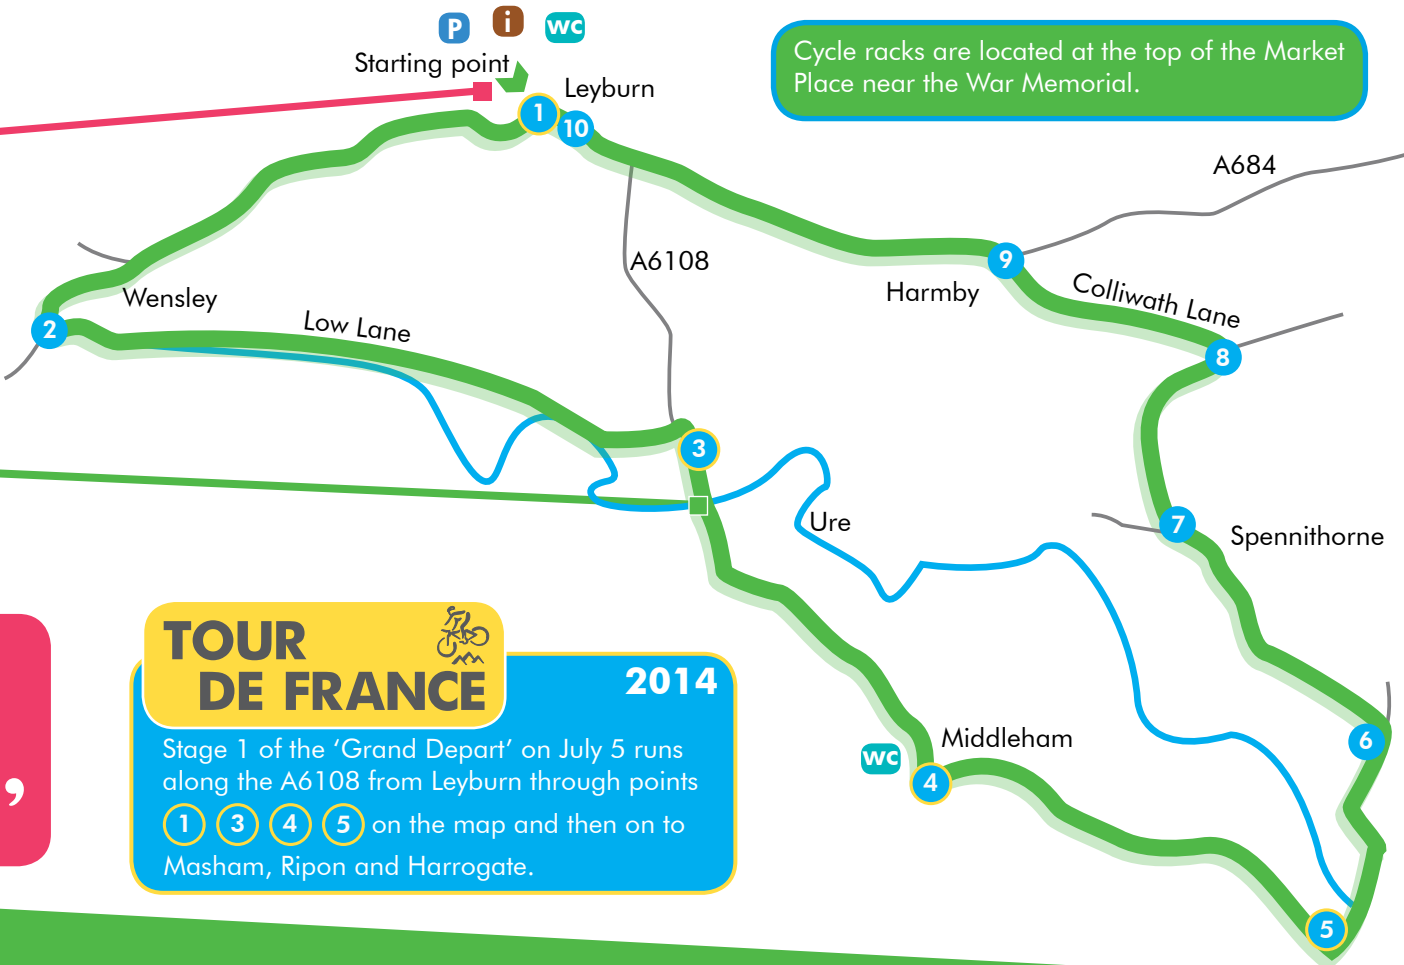 P
i
wc
Starting point
Leyburn
1
10
Cycle racks are located at the top of the Market
Place near the War Memorial.
A684
A6108
9
Harmby
Colliwath Lane
Wensley
2
Low Lane
8
3
Ure
7
Spennithorne
TOUR
DE FRANCE
2014
Stage 1 of the ‘Grand Depart’ on July 5 runs
along the A6108 from Leyburn through points
1 3 4 5 on the map and then on to
Masham, Ripon and Harrogate.
wc
Middleham
4
6
5
,